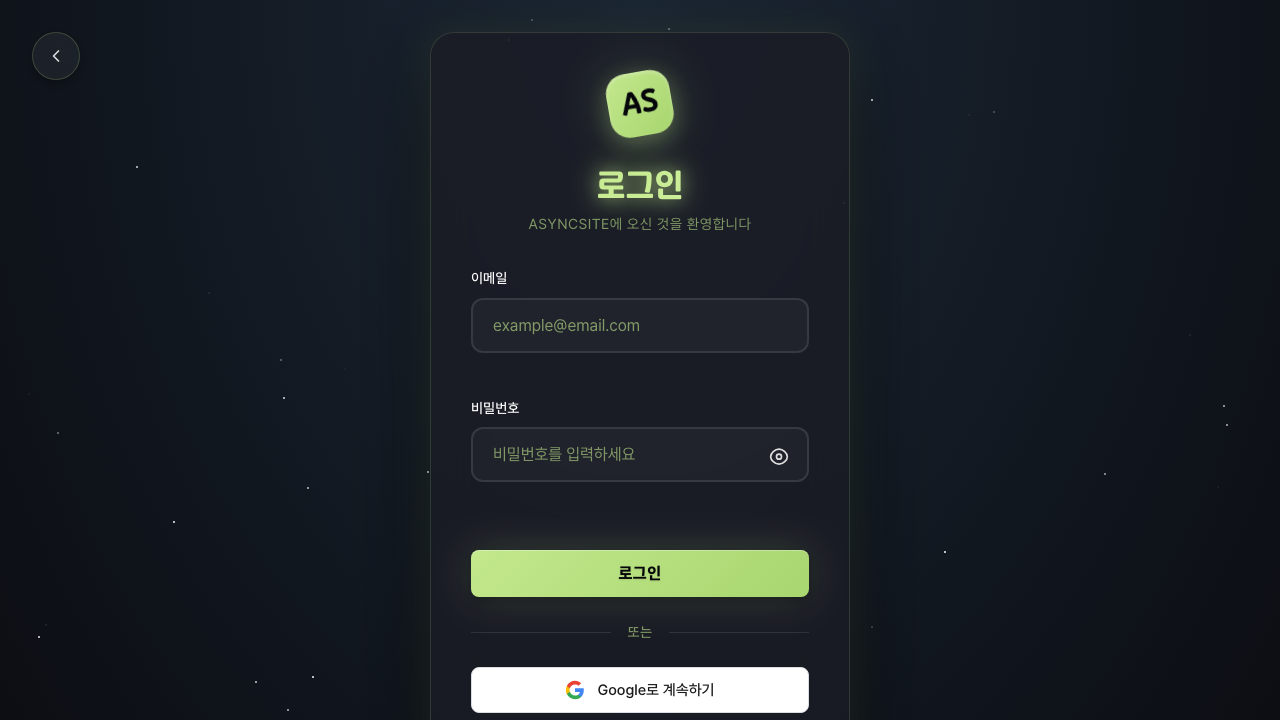 AS
로그인
ASYNCSITE에 오신 것을 환영합니다
이메일
example@email.com
비밀번호
비밀번호를 입력하세요
로그인
또는
Google로 계속하기